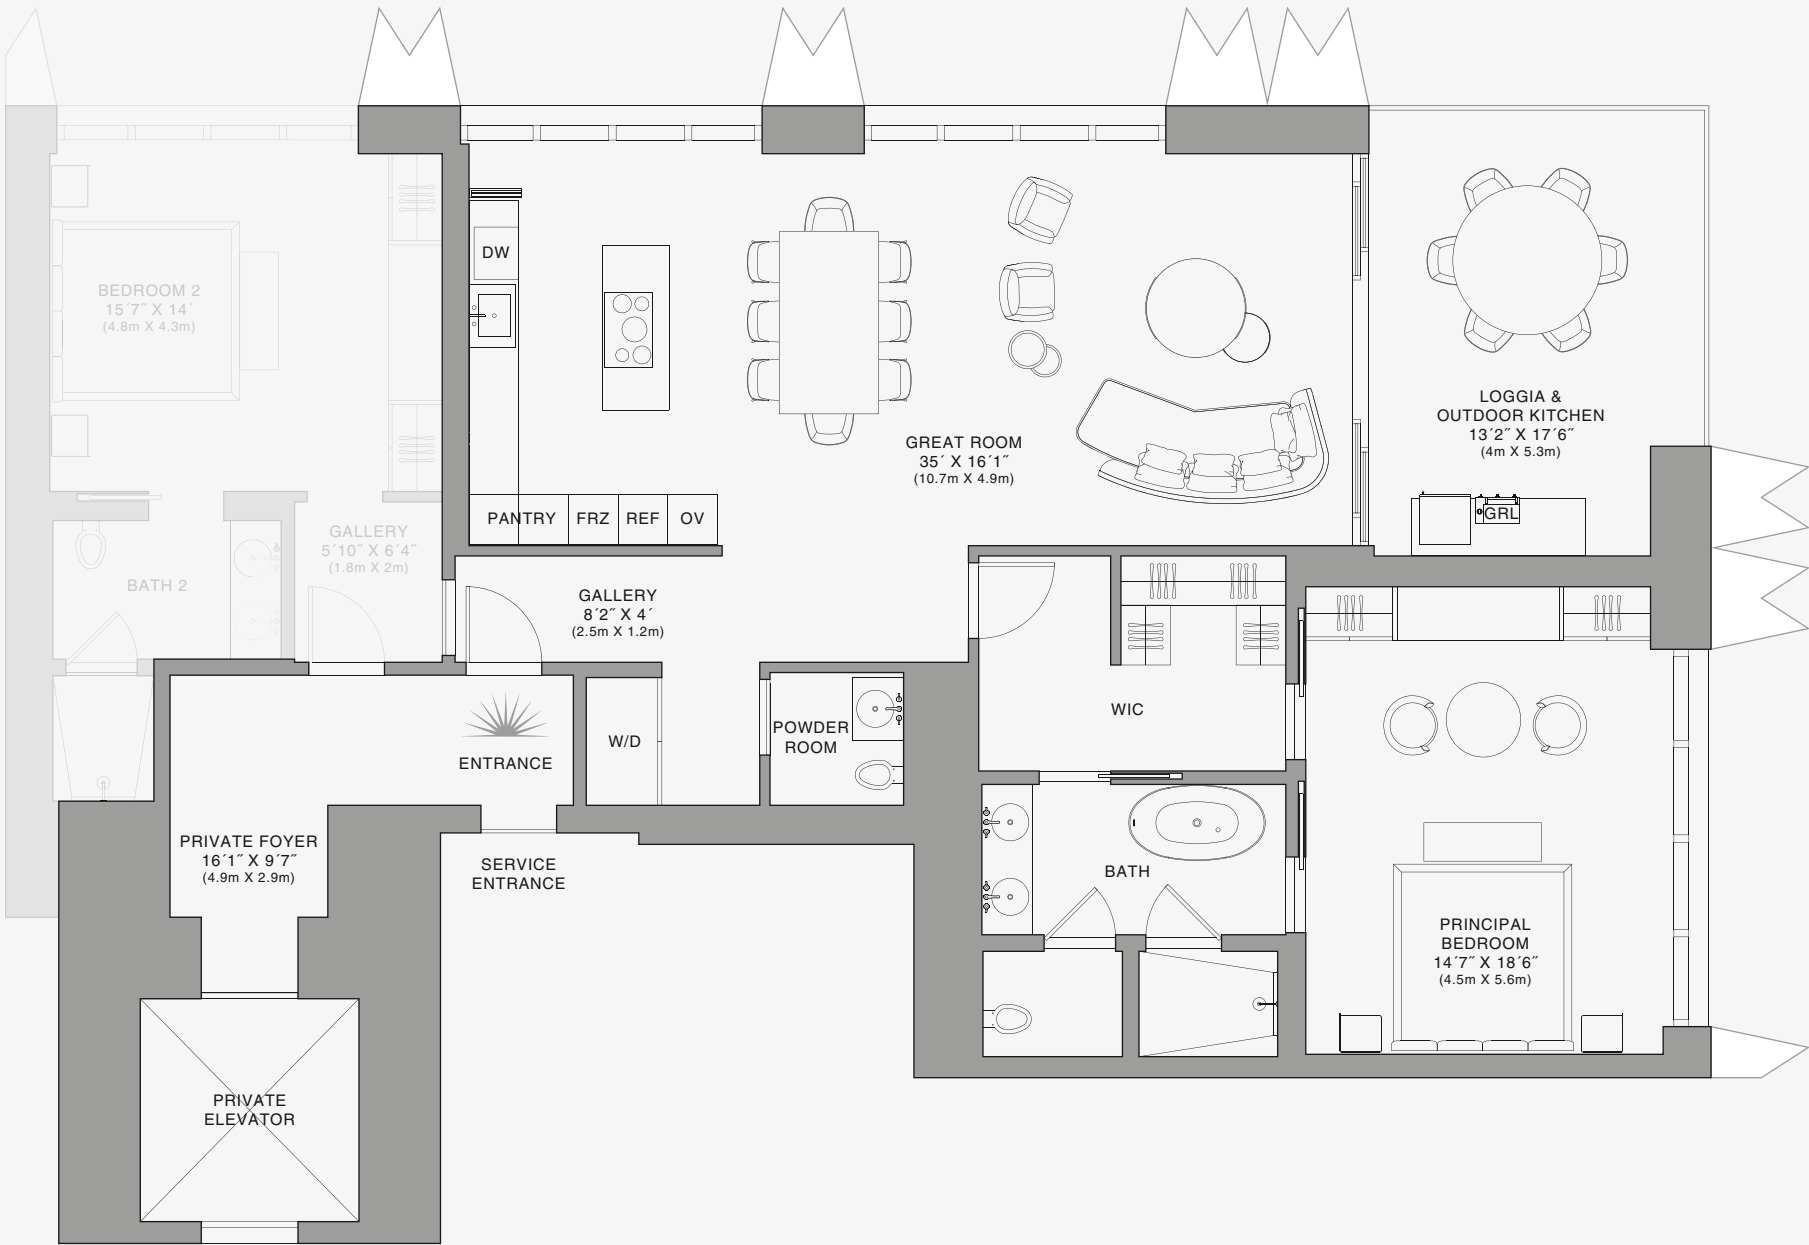 BEDROOM 2
15´7˝ X 14´
(4.8m X 4.3m)
GALLERY
5´10˝ X 6´4˝
(1.8m X 2m)
BATH 2
DW
PANTRY
FRZ
REF
OV
GREAT ROOM
35´ X 16´1˝
(10.7m X 4.9m)
LOGGIA &
OUTDOOR KITCHEN
13´2˝ X 17´6˝
(4m X 5.3m)
GRL
GALLERY
8´2˝ X 4´
(2.5m X 1.2m)
ENTRANCE
W/D
POWDER
ROOM
WIC
PRIVATE FOYER
16´1˝ X 9´7˝
(4.9m X 2.9m)
SERVICE
ENTRANCE
BATH
PRINCIPAL
BEDROOM
14´7˝ X 18´6˝
(4.5m X 5.6m)
PRIVATE
ELEVATOR